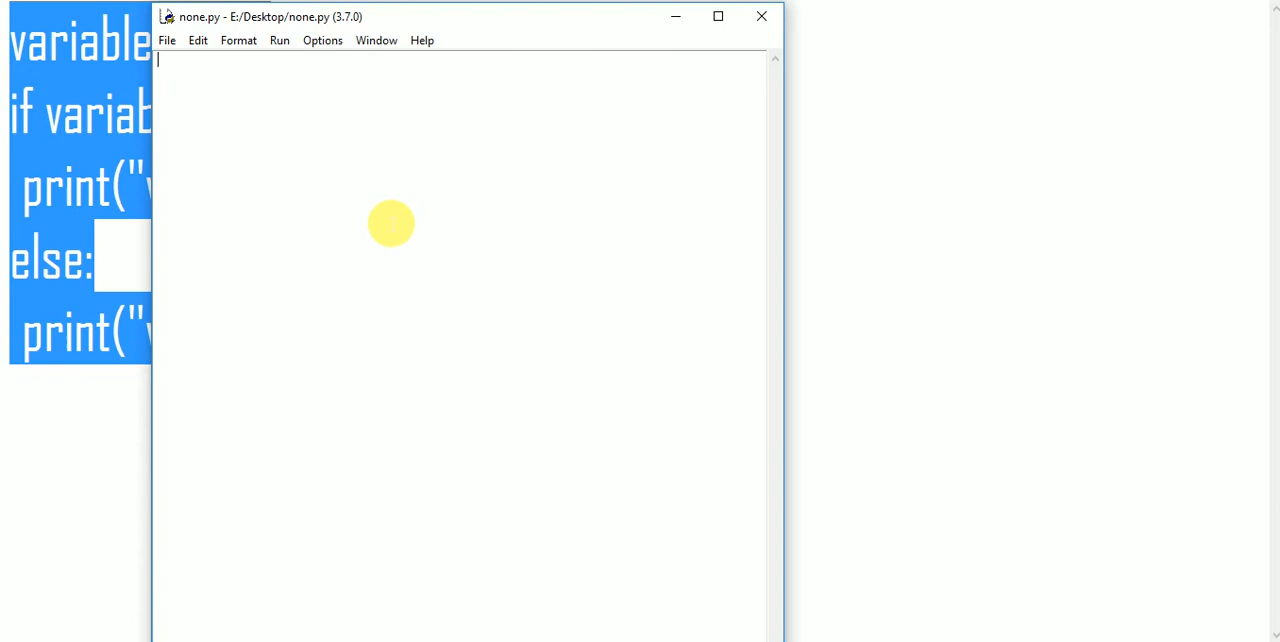 none.py - E:/Desktop/none.py (3.7.0)
File Edit Format Run Options Window Help
variable
if variab
print("
else:
print("